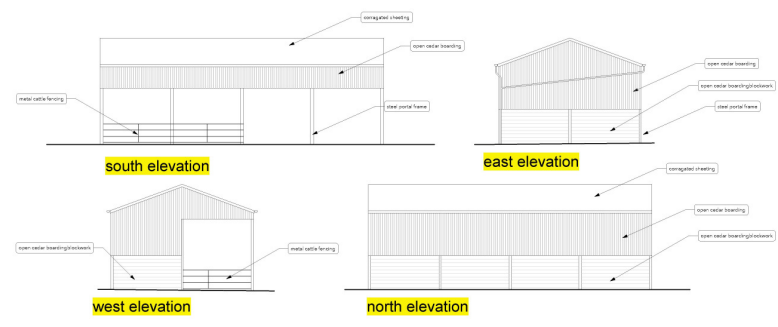 corragated sheeting
open cedar boarding
metal cattle fencing
steel portal frame
south elevation
open cedar boarding
open cedar boarding/blockwork
steel portal frame
east elevation
open cedar boarding/blockwork
metal cattle fencing
west elevation
corragated sheeting
open cedar boarding
open cedar boarding/blockwork
north elevation